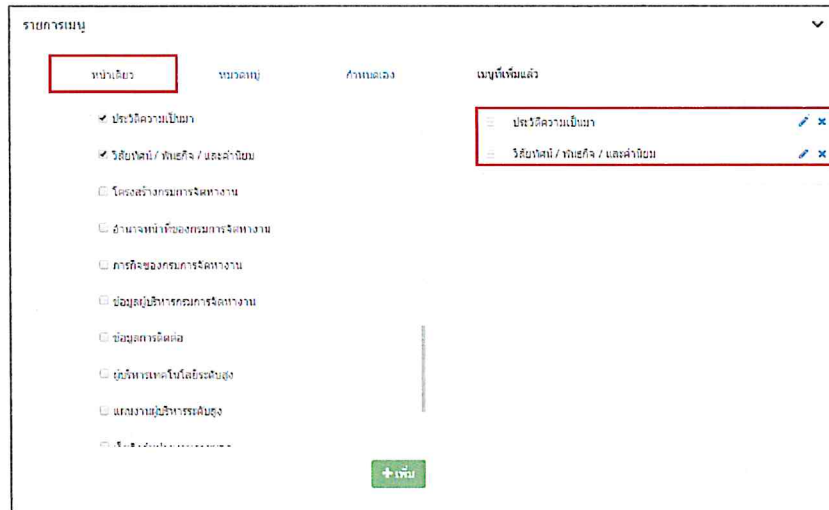 รายการเมนู
หน้าเดียว
หมวดหมู่
กำหนดเอง
เมนูที่เพิ่มแล้ว
ประวัติความเป็นมา
วิสัยทัศน์ / พันธกิจ / และค่านิยม
โครงสร้างกรมการจัดหางาน
อำนาจหน้าที่ของกรมการจัดหางาน
ภารกิจของกรมการจัดหางาน
ข้อมูลผู้บริหารกรมการจัดหางาน
ข้อมูลการติดต่อ
ผู้บริหารเทคโนโลยีระดับสูง
แผนงานผู้บริหารระดับสูง
+ เพิ่ม
ประวัติความเป็นมา
วิสัยทัศน์ / พันธกิจ / และค่านิยม